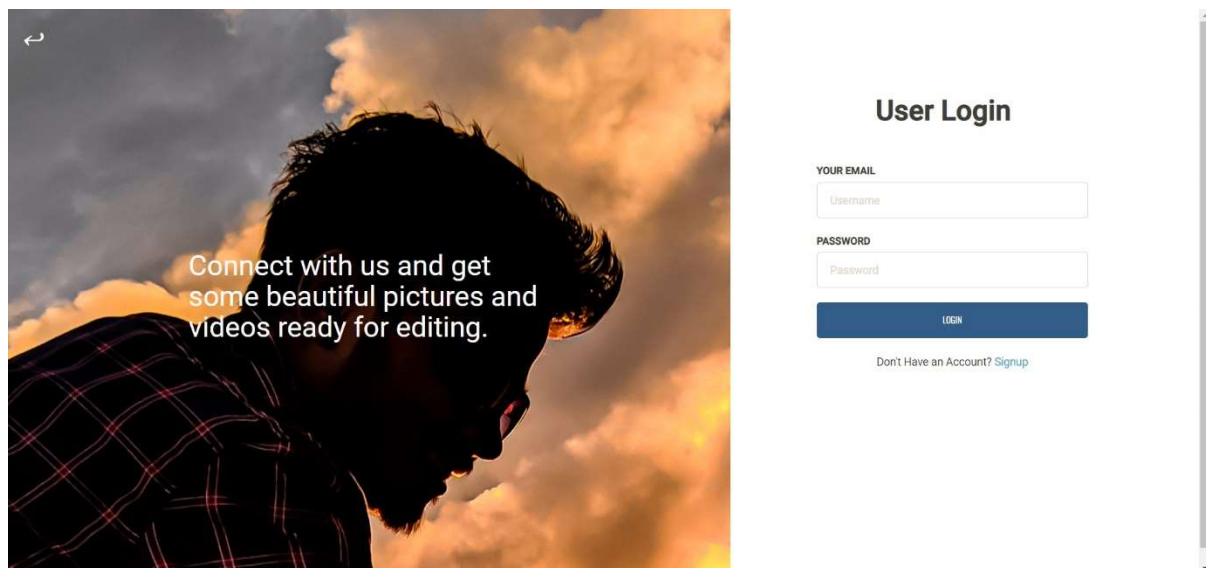 Connect with us and get
some beautiful pictures and
videos ready for editing.
User Login
YOUR EMAIL
Username
PASSWORD
Password
LOGIN
Don't Have an Account? Signup